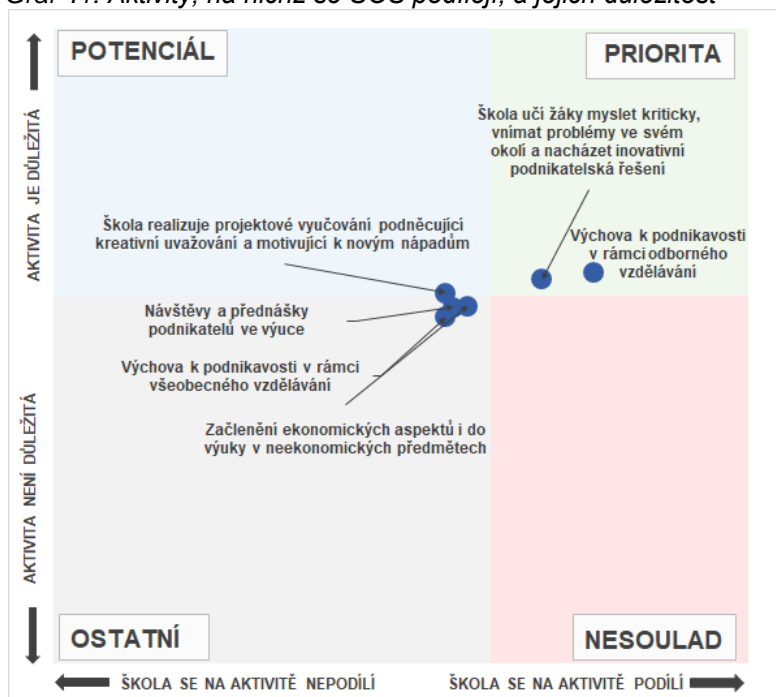 Graf 11: Aktivity, na nichž se SOŠ podílejí, a jejich důležitost
POTENCIÁL
PRIORITA
AKTIVITA JE DŮLEŽITÁ
Škola učí žáky myslet kriticky,
vnímat problémy ve svém
okolí a nacházet inovativní
podnikatelská řešení
Škola realizuje projektové vyučování podněcující
kreativní uvažování a motivující k novým nápadům
Výchova k podnikavosti
v rámci odborného
vzdělávání
Návštěvy a přednášky
podnikatelů ve výuce
Výchova k podnikavosti v rámci
všeobecného vzdělávání
Začlenění ekonomických aspektů i do
výuky v neekonomických předmětech
AKTIVITA NENÍ DŮLEŽITÁ
OSTATNÍ
NESOULAD
ŠKOLA SE NA AKTIVITĚ NEPODÍLÍ
ŠKOLA SE NA AKTIVITĚ PODÍLÍ